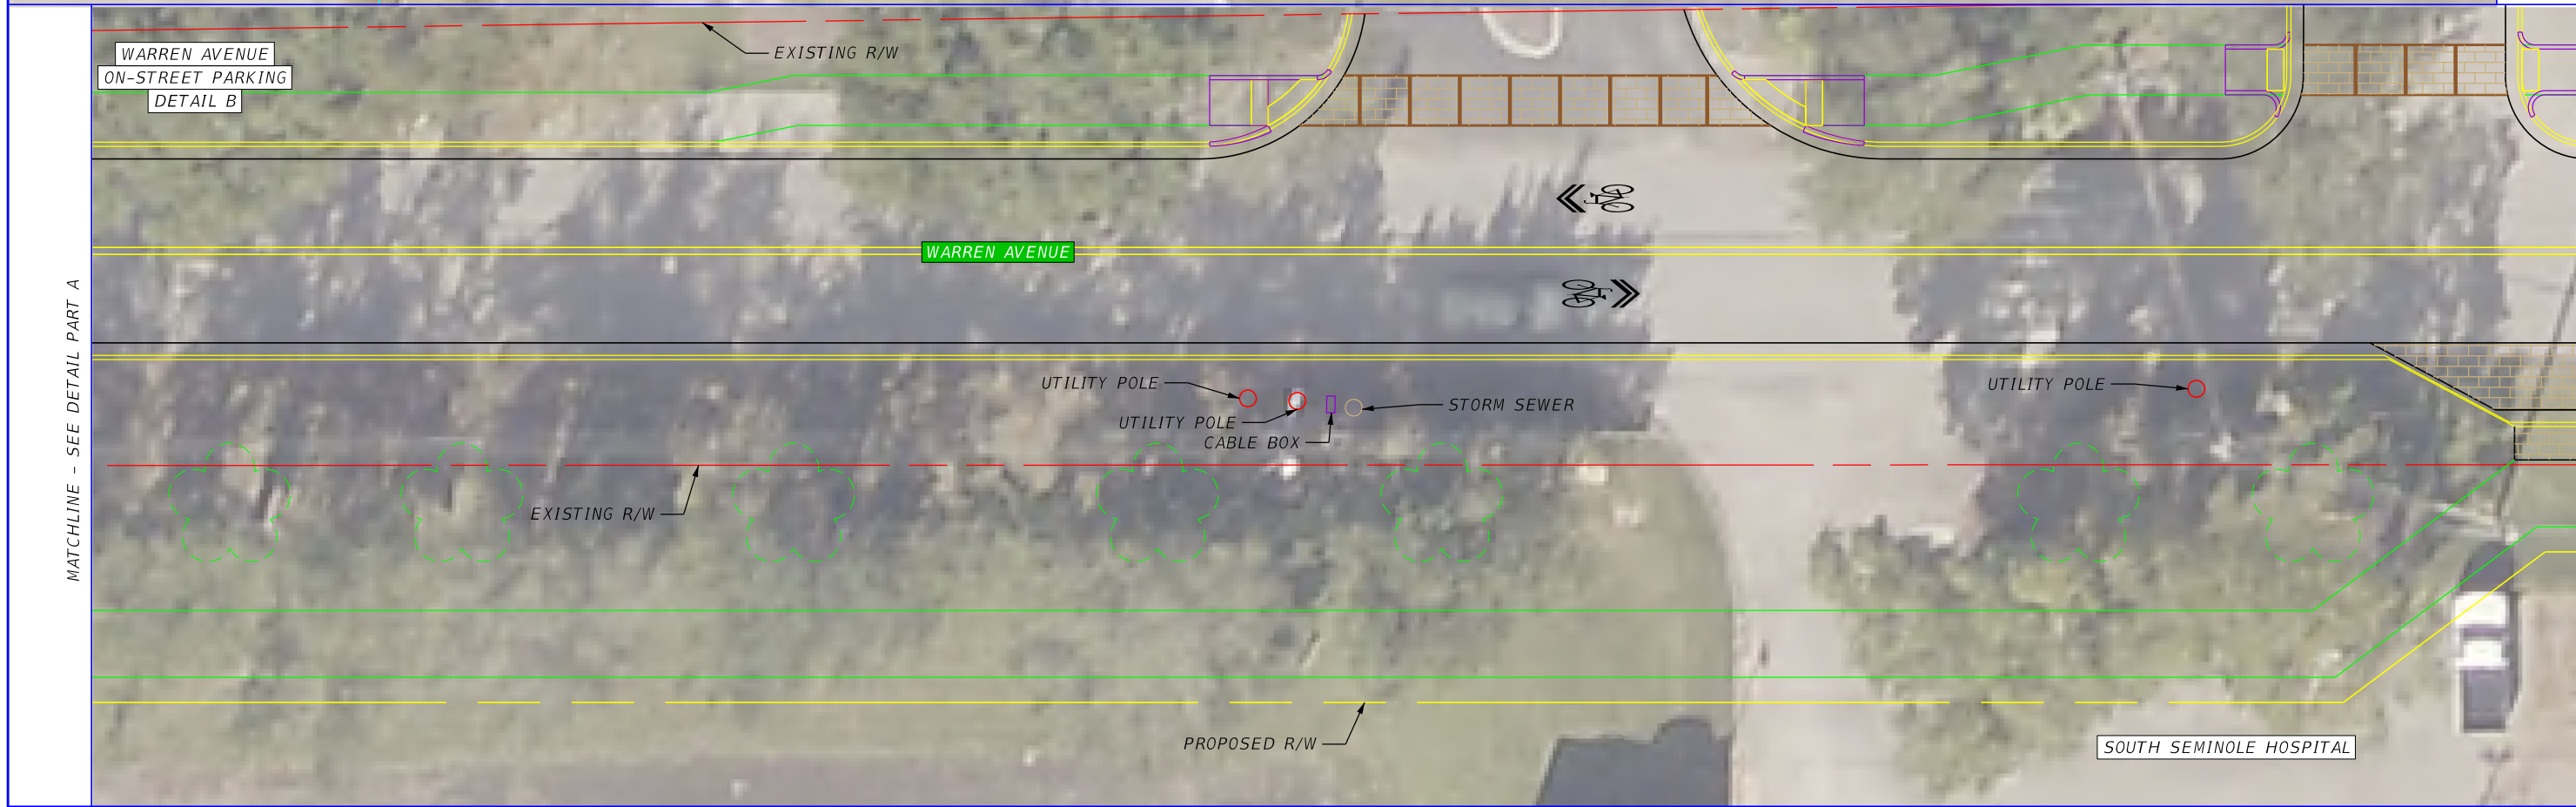 WARREN AVENUE
ON-STREET PARKING
DETAIL B
EXISTING R/W
WARREN AVENUE
MATCHLINE - SEE DETAIL PART A
UTILITY POLE
UTILITY POLE
CABLE BOX
STORM SEWER
UTILITY POLE
EXISTING R/W
PROPOSED R/W
SOUTH SEMINOLE HOSPITAL